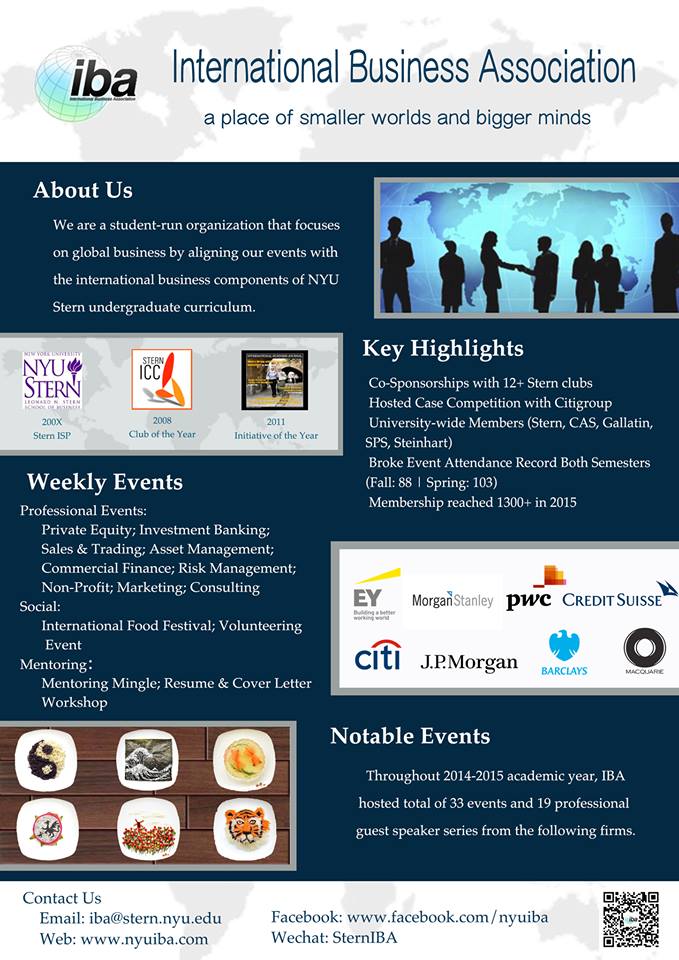 iba
International Business Association
International Business Association
a place of smaller worlds and bigger minds
About Us
We are a student-run organization that focuses
on global business by aligning our events with
the international business components of NYU
Stern undergraduate curriculum.
NEW YORK UNIVERSITY
NYU
STERN
LEONARD N. STERN
SCHOOL OF BUSINESS
200X
Stern ISP
STERN
ICC
2008
Club of the Year
2011
Initiative of the Year
Key Highlights
Co-Sponsorships with 12+ Stern clubs
Hosted Case Competition with Citigroup
University-wide Members (Stern, CAS, Gallatin,
SPS, Steinhart)
Broke Event Attendance Record Both Semesters
(Fall: 88 | Spring: 103)
Membership reached 1300+ in 2015
Weekly Events
Professional Events:
Private Equity; Investment Banking;
Sales & Trading; Asset Management;
Commercial Finance; Risk Management;
Non-Profit; Marketing; Consulting
Social:
International Food Festival; Volunteering
Event
Mentoring:
Mentoring Mingle; Resume & Cover Letter
Workshop
EY
Building a better
working world
Morgan Stanley
pwc
CREDIT SUISSE
citi
J.P.Morgan
BARCLAYS
MACQUARIE
Notable Events
Throughout 2014-2015 academic year, IBA
hosted total of 33 events and 19 professional
guest speaker series from the following firms.
Contact Us
Email: iba@stern.nyu.edu
Web: www.nyuiba.com
Facebook: www.facebook.com/nyuiba
Wechat: SternIBA